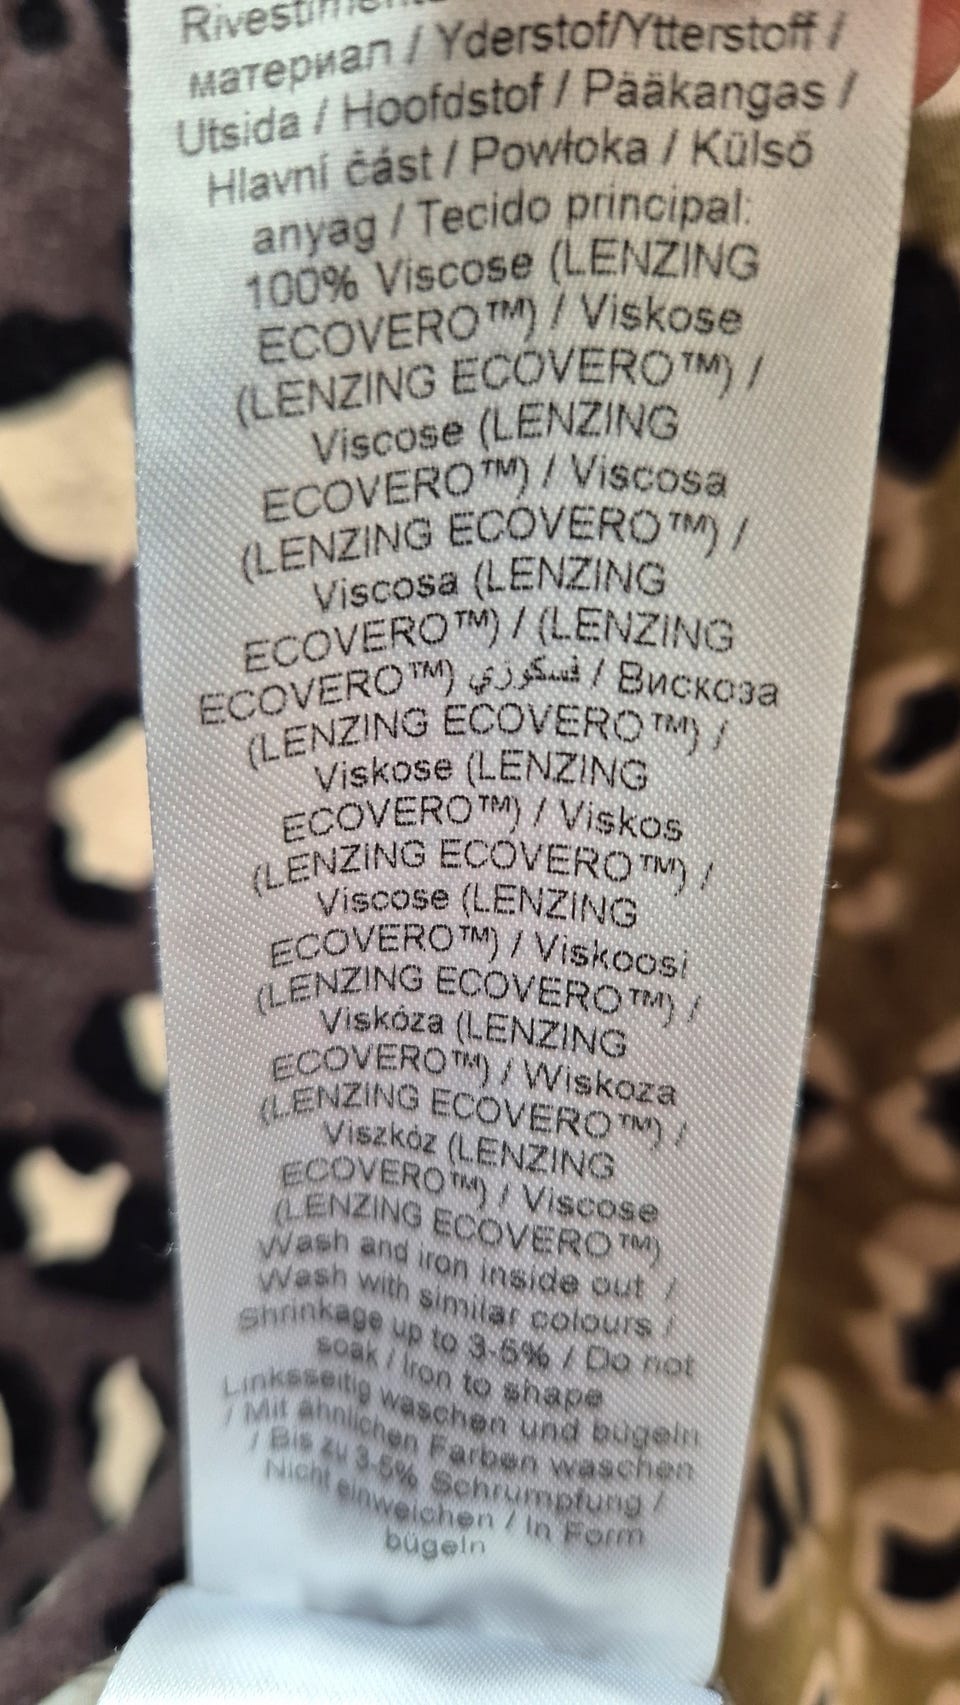 Rivestimento
материал / Yderstof/Ytterstoff /
Utsida / Hoofdstof / Pääkangas /
Hlavní část / Powłoka / Külső
anyag / Tecido principal:
100% Viscose (LENZING
ECOVERO™) / Viskose
(LENZING ECOVERO™) /
Viscose (LENZING
ECOVERO™) / Viscosa
(LENZING ECOVERO™) /
Viscosa (LENZING
ECOVERO™) / (LENZING
ECOVERO™) فسكوزي / Вискоза
(LENZING ECOVERO™) /
Viskose (LENZING
ECOVERO™) / Viskos
(LENZING ECOVERO™) /
Viscose (LENZING
ECOVERO™) / Viskoosi
(LENZING ECOVERO™) /
Viskóza (LENZING
ECOVERO™) / Wiskoza
(LENZING ECOVERO™) /
Viszkóz (LENZING
ECOVERO™) / Viscose
(LENZING ECOVERO™)
Wash and iron inside out /
Wash with similar colours /
Shrinkage up to 3-5% / Do not
soak / Iron to shape
Linksseitig waschen und bügeln
/ Mit ähnlichen Farben waschen
/ Bis zu 3-5% Schrumpfung /
Nicht einweichen / In Form
bügeln